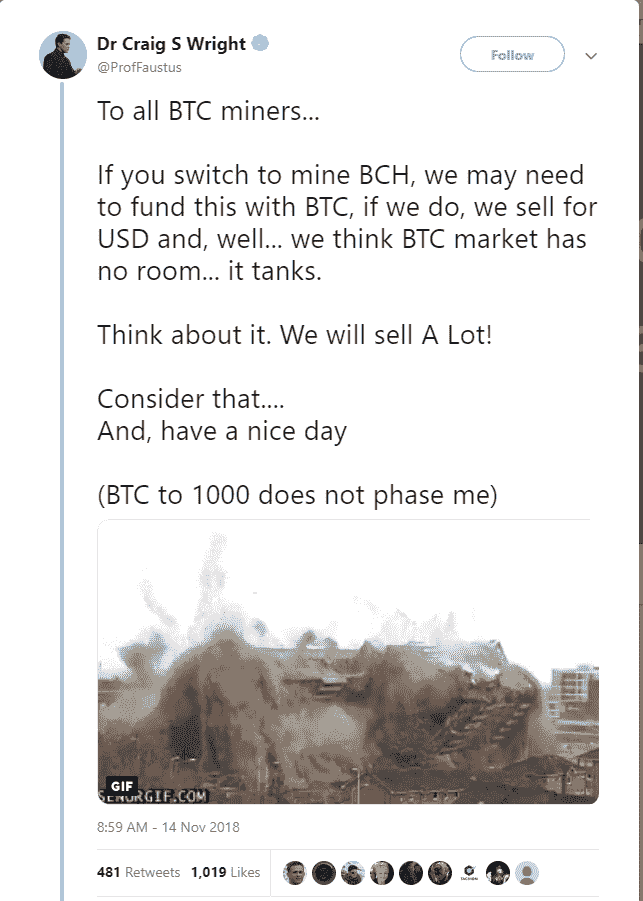 Dr Craig S Wright
@ProfFaustus
Follow
To all BTC miners...
If you switch to mine BCH, we may need
to fund this with BTC, if we do, we sell for
USD and, well... we think BTC market has
no room... it tanks.
Think about it. We will sell A Lot!
Consider that....
And, have a nice day
(BTC to 1000 does not phase me)
GIF
SENORGIF.COM
8:59 AM - 14 Nov 2018
481 Retweets 1,019 Likes